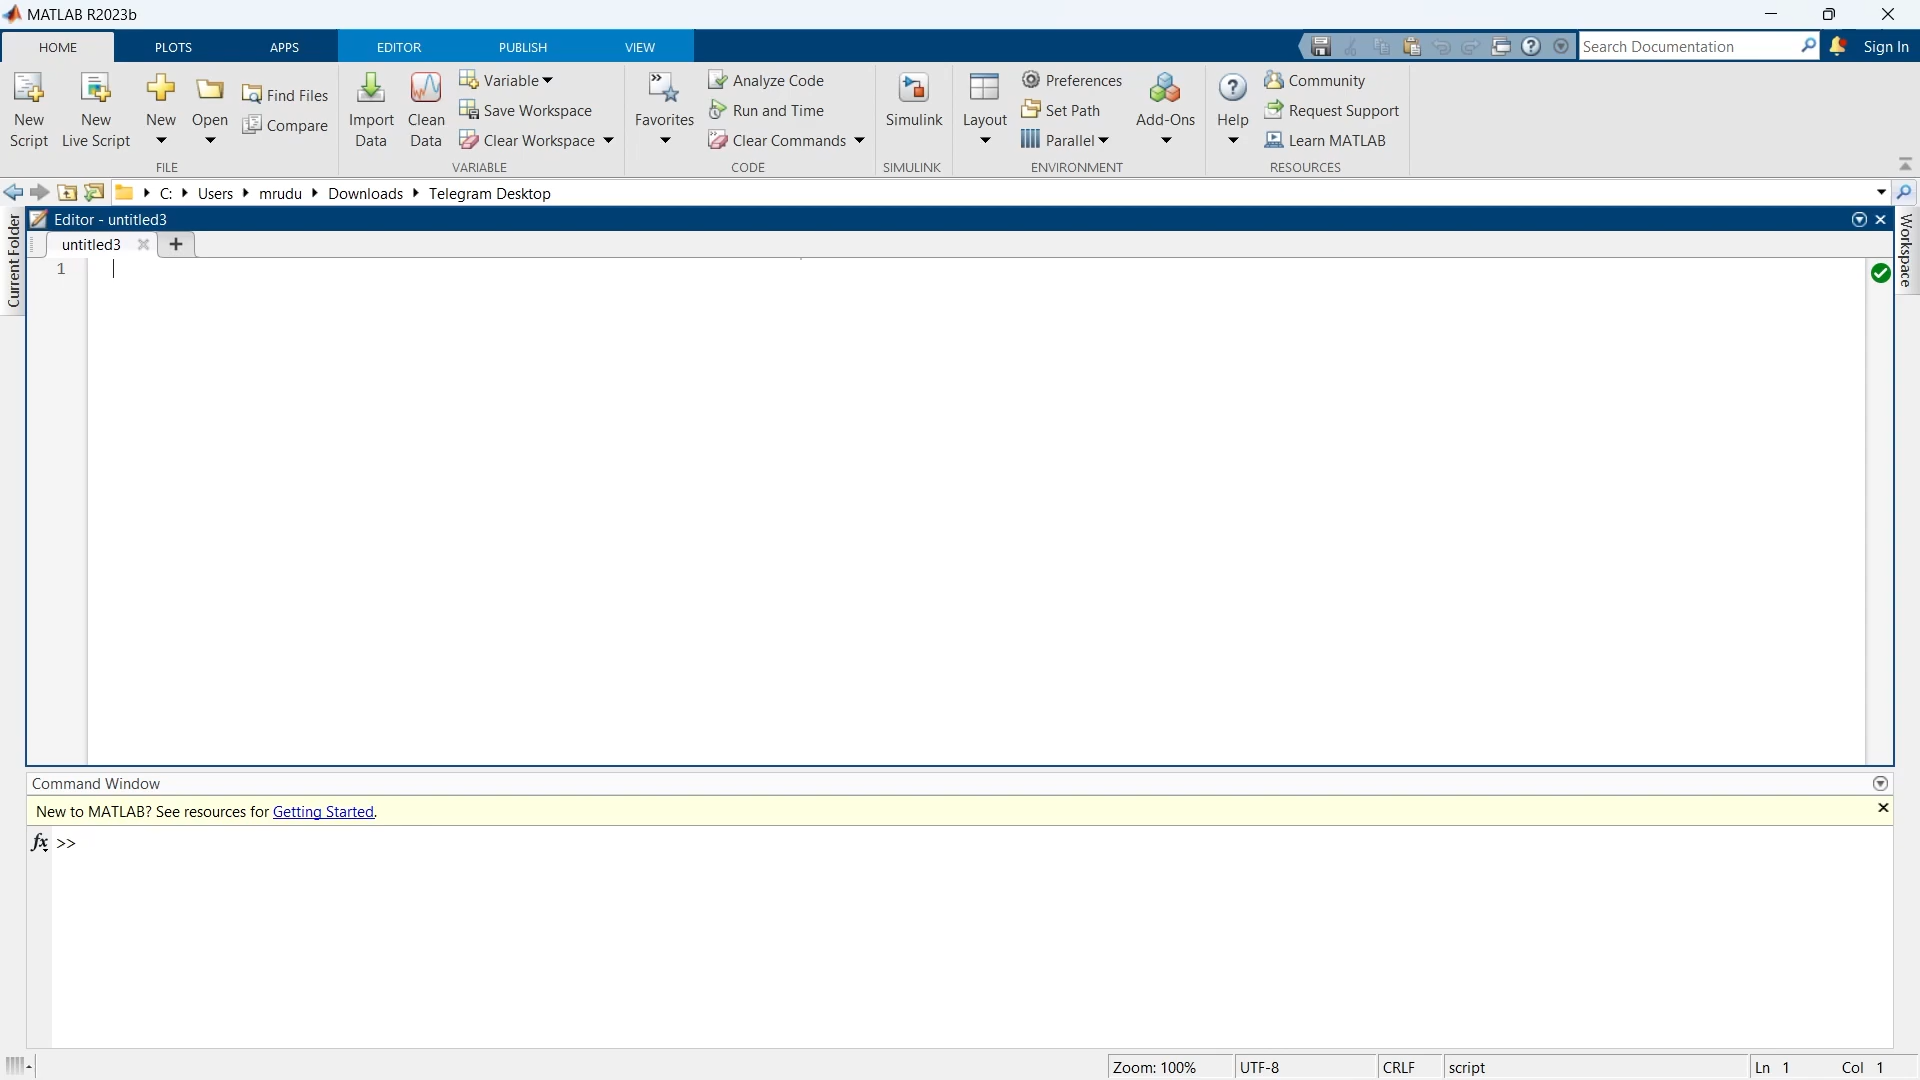 MATLAB R2023b
HOME PLOTS APPS EDITOR PUBLISH VIEW Search Documentation Sign In
New Script
New Live Script
New
Open
Find Files
Compare
FILE
Import Data
Clean Data
Variable
Save Workspace
Clear Workspace
VARIABLE
Favorites
Analyze Code
Run and Time
Clear Commands
CODE
Simulink
SIMULINK
Layout
Preferences
Set Path
Parallel
Add-Ons
ENVIRONMENT
Help
Community
Request Support
Learn MATLAB
RESOURCES
C: Users mrudu Downloads Telegram Desktop
Current Folder
Editor - untitled3
untitled3 +
1
Workspace
Command Window
New to MATLAB? See resources for Getting Started.
fx >>
Zoom: 100% UTF-8 CRLF script Ln 1 Col 1